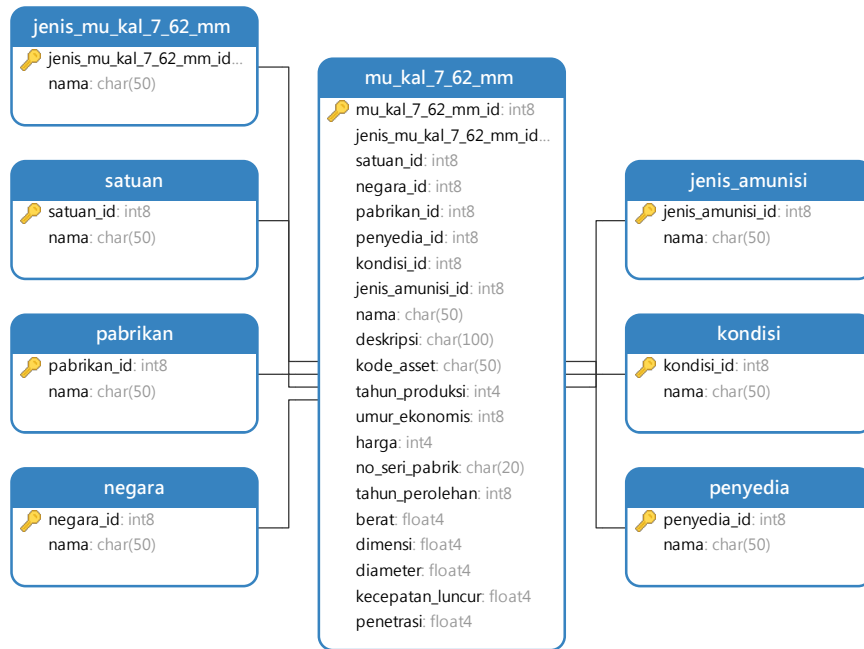 jenis_mu_kal_7_62_mm
jenis_mu_kal_7_62_mm_id...
nama: char(50)
satuan
satuan_id: int8
nama: char(50)
pabrikan
pabrikan_id: int8
nama: char(50)
negara
negara_id: int8
nama: char(50)
mu_kal_7_62_mm
mu_kal_7_62_mm_id: int8
jenis_mu_kal_7_62_mm_id...
satuan_id: int8
negara_id: int8
pabrikan_id: int8
penyedia_id: int8
kondisi_id: int8
jenis_amunisi_id: int8
nama: char(50)
deskripsi: char(100)
kode_asset: char(50)
tahun_produksi: int4
umur_ekonomis: int8
harga: int4
no_seri_pabrik: char(20)
tahun_perolehan: int8
berat: float4
dimensi: float4
diameter: float4
kecepatan_luncur: float4
penetrasi: float4
jenis_amunisi
jenis_amunisi_id: int8
nama: char(50)
kondisi
kondisi_id: int8
nama: char(50)
penyedia
penyedia_id: int8
nama: char(50)